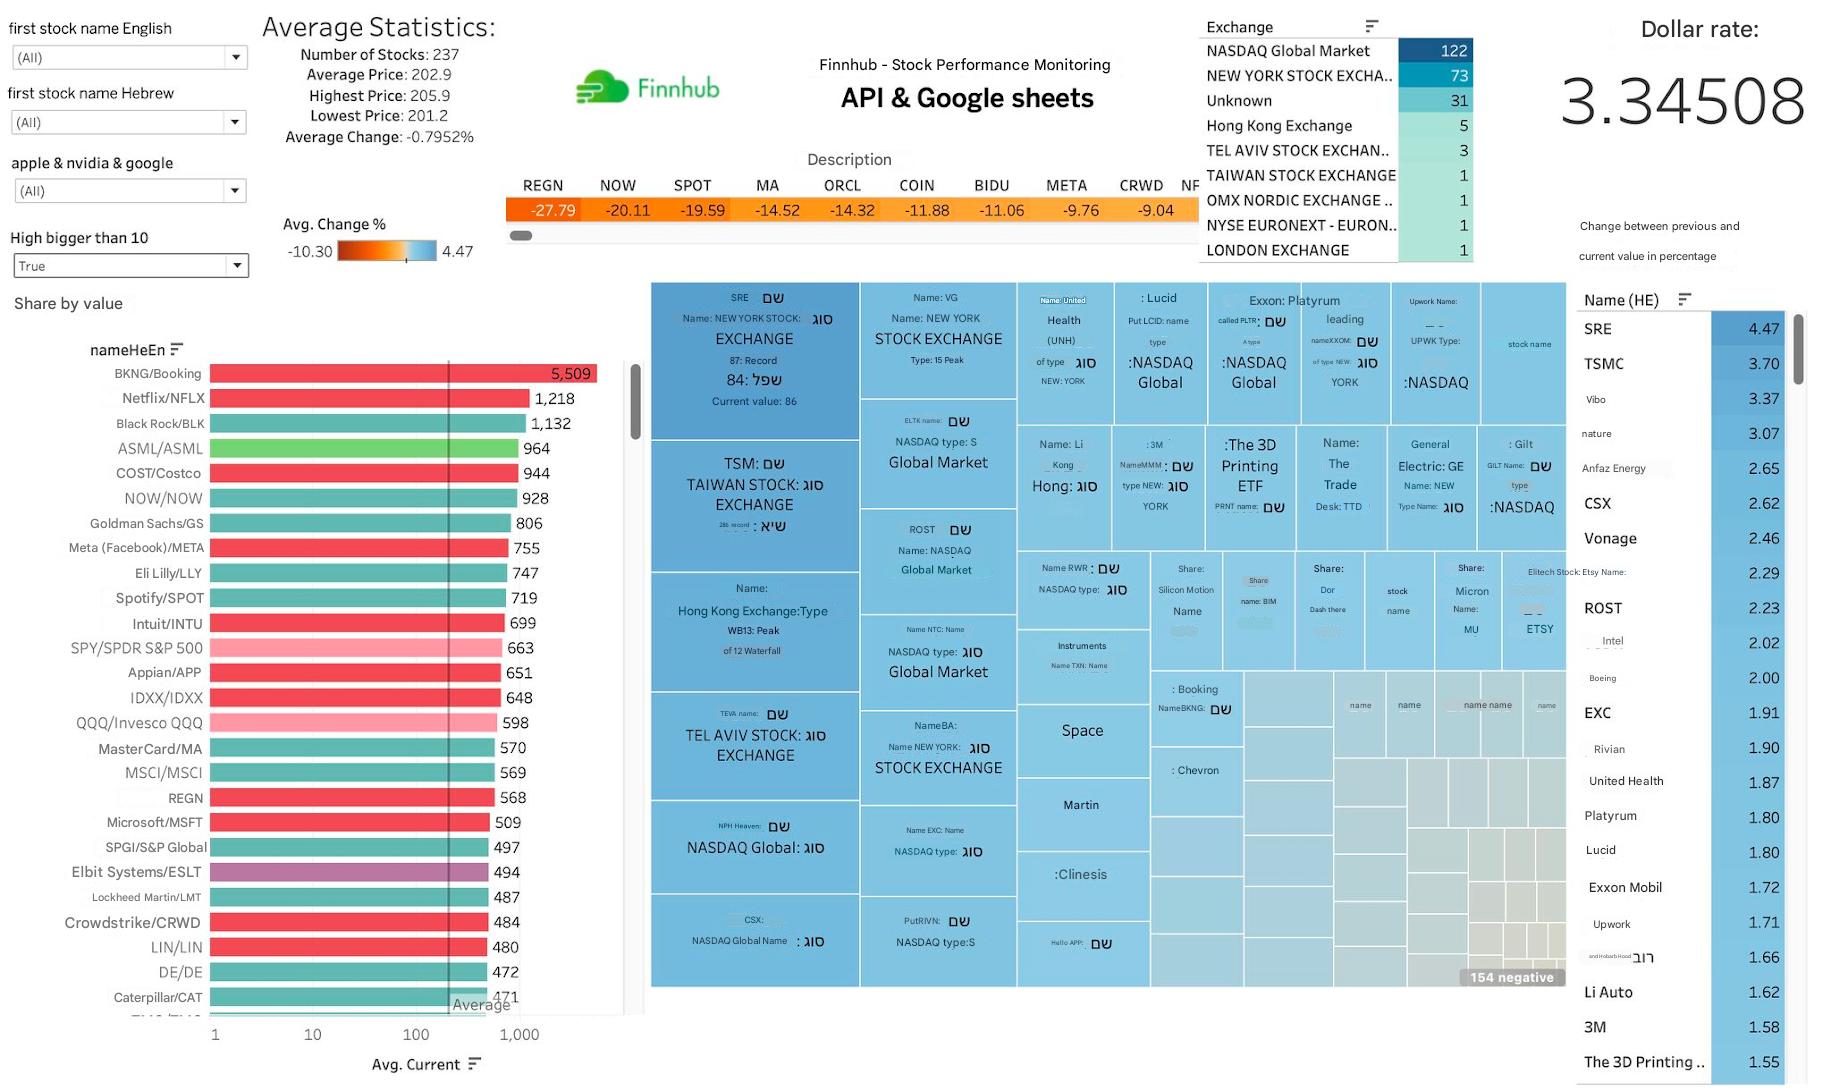 first stock name English
(All)
first stock name Hebrew
(All)
apple & nvidia & google
(All)
High bigger than 10
True
Average Statistics:
Number of Stocks: 237
Average Price: 202.9
Highest Price: 205.9
Lowest Price: 201.2
Average Change: -0.7952%
Avg. Change %
-10.30 4.47
Finnhub
Finnhub - Stock Performance Monitoring
API & Google sheets
Description
REGN NOW SPOT MA ORCL COIN BIDU META CRWD NF
-27.79 -20.11 -19.59 -14.52 -14.32 -11.88 -11.06 -9.76 -9.04
Exchange
NASDAQ Global Market 122
NEW YORK STOCK EXCHA.. 73
Unknown 31
Hong Kong Exchange 5
TEL AVIV STOCK EXCHAN.. 3
TAIWAN STOCK EXCHANGE 1
OMX NORDIC EXCHANGE .. 1
NYSE EURONEXT - EURON.. 1
LONDON EXCHANGE 1
Dollar rate:
3.34508
Change between previous and
current value in percentage
Share by value
nameHeEn
BKNG/Booking 5,509
Netflix/NFLX 1,218
Black Rock/BLK 1,132
ASML/ASML 964
COST/Costco 944
NOW/NOW 928
Goldman Sachs/GS 806
Meta (Facebook)/META 755
Eli Lilly/LLY 747
Spotify/SPOT 719
Intuit/INTU 699
SPY/SPDR S&P 500 663
Appian/APP 651
IDXX/IDXX 648
QQQ/Invesco QQQ 598
MasterCard/MA 570
MSCI/MSCI 569
REGN 568
Microsoft/MSFT 509
SPGI/S&P Global 497
Elbit Systems/ESLT 494
Lockheed Martin/LMT 487
Crowdstrike/CRWD 484
LIN/LIN 480
DE/DE 472
Caterpillar/CAT 471
Average
1 10 100 1,000
Avg. Current
SRE שם
Name: NEW YORK STOCK: סוג
EXCHANGE
87: Record
84: שפל
Current value: 86
TSM: שם
TAIWAN STOCK: סוג
EXCHANGE
286 record : שיא
Name:
Hong Kong Exchange:Type
WB13: Peak
of 12 Waterfall
TEVA name: שם
TEL AVIV STOCK: סוג
EXCHANGE
NPH Heaven: שם
NASDAQ Global: סוג
CSX:
NASDAQ Global Name : סוג
Name: VG
Name: NEW YORK
STOCK EXCHANGE
Type: 15 Peak
ELTK name: שם
NASDAQ type: S
Global Market
ROST שם
Name: NASDAQ
Global Market
Name NTC: Name
NASDAQ type: סוג
Global Market
NameBA:
Name NEW YORK: סוג
STOCK EXCHANGE
Name EXC: Name
NASDAQ type: סוג
PutRIVN: שם
NASDAQ type:S
Name: United
Health
(UNH)
of type סוג
NEW: YORK
: Lucid
Put LCID: name
type
:NASDAQ
Global
Exxon: Platyrum
called PLTR: שם
A type
:NASDAQ
Global
leading
nameXXOM: שם
of type NEW: סוג
YORK
Upwork Name:
UPWK Type:
:NASDAQ
stock name
Name: Li
Kong
Hong: סוג
: 3M
NameMMM : שם
type NEW: סוג
YORK
:The 3D
Printing
ETF
PRNT name: שם
Name:
The
Trade
Desk: TTD
General
Electric: GE
Name: NEW
Type Name: סוג
: Gilt
GILT Name: שם
type
:NASDAQ
Name RWR : שם
NASDAQ type: סוג
Share:
Silicon Motion
Name
Share
name: BIM
Share:
Dor
Dash there
stock
name
Share:
Micron
Name:
MU
Elitech Stock: Etsy Name:
ETSY
Instruments
Name TXN: Name
Space
Martin
:Clinesis
Hello APP: שם
: Booking
NameBKNG: שם
: Chevron
name name name name name
154 negative
Name (HE)
SRE 4.47
TSMC 3.70
Vibo 3.37
nature 3.07
Anfaz Energy 2.65
CSX 2.62
Vonage 2.46
2.29
ROST 2.23
Intel 2.02
Boeing 2.00
EXC 1.91
Rivian 1.90
United Health 1.87
Platyrum 1.80
Lucid 1.80
Exxon Mobil 1.72
Upwork 1.71
רוב 1.66
Li Auto 1.62
3M 1.58
The 3D Printing .. 1.55